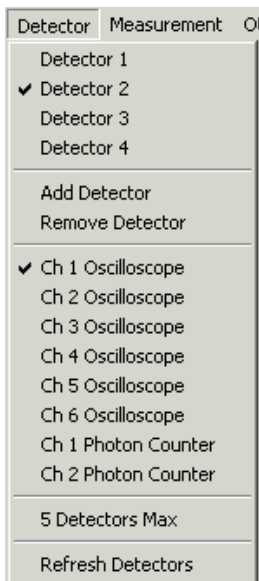 Detector Measurement
Detector 1
Detector 2
Detector 3
Detector 4
Add Detector
Remove Detector
Ch 1 Oscilloscope
Ch 2 Oscilloscope
Ch 3 Oscilloscope
Ch 4 Oscilloscope
Ch 5 Oscilloscope
Ch 6 Oscilloscope
Ch 1 Photon Counter
Ch 2 Photon Counter
5 Detectors Max
Refresh Detectors